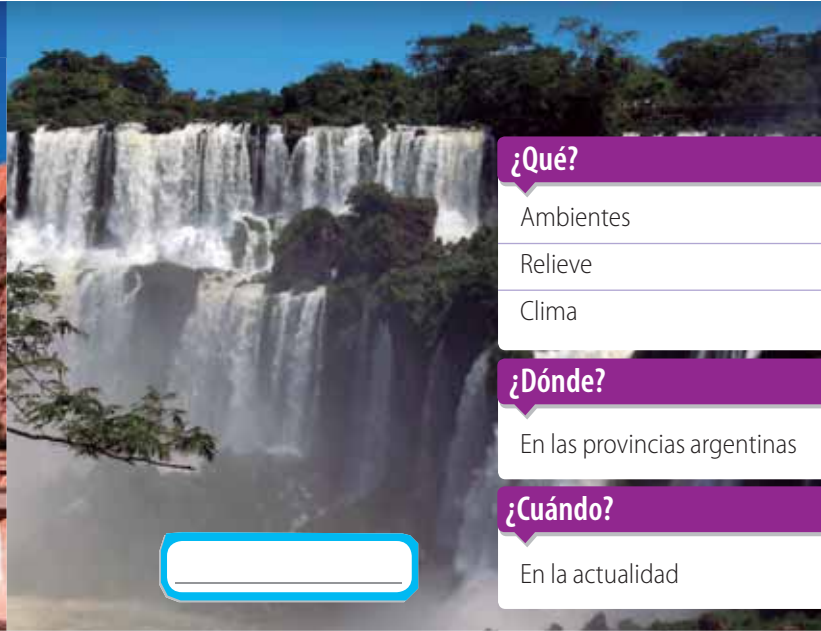 ¿Qué?
Ambientes
Relieve
Clima
¿Dónde?
En las provincias argentinas
¿Cuándo?
En la actualidad